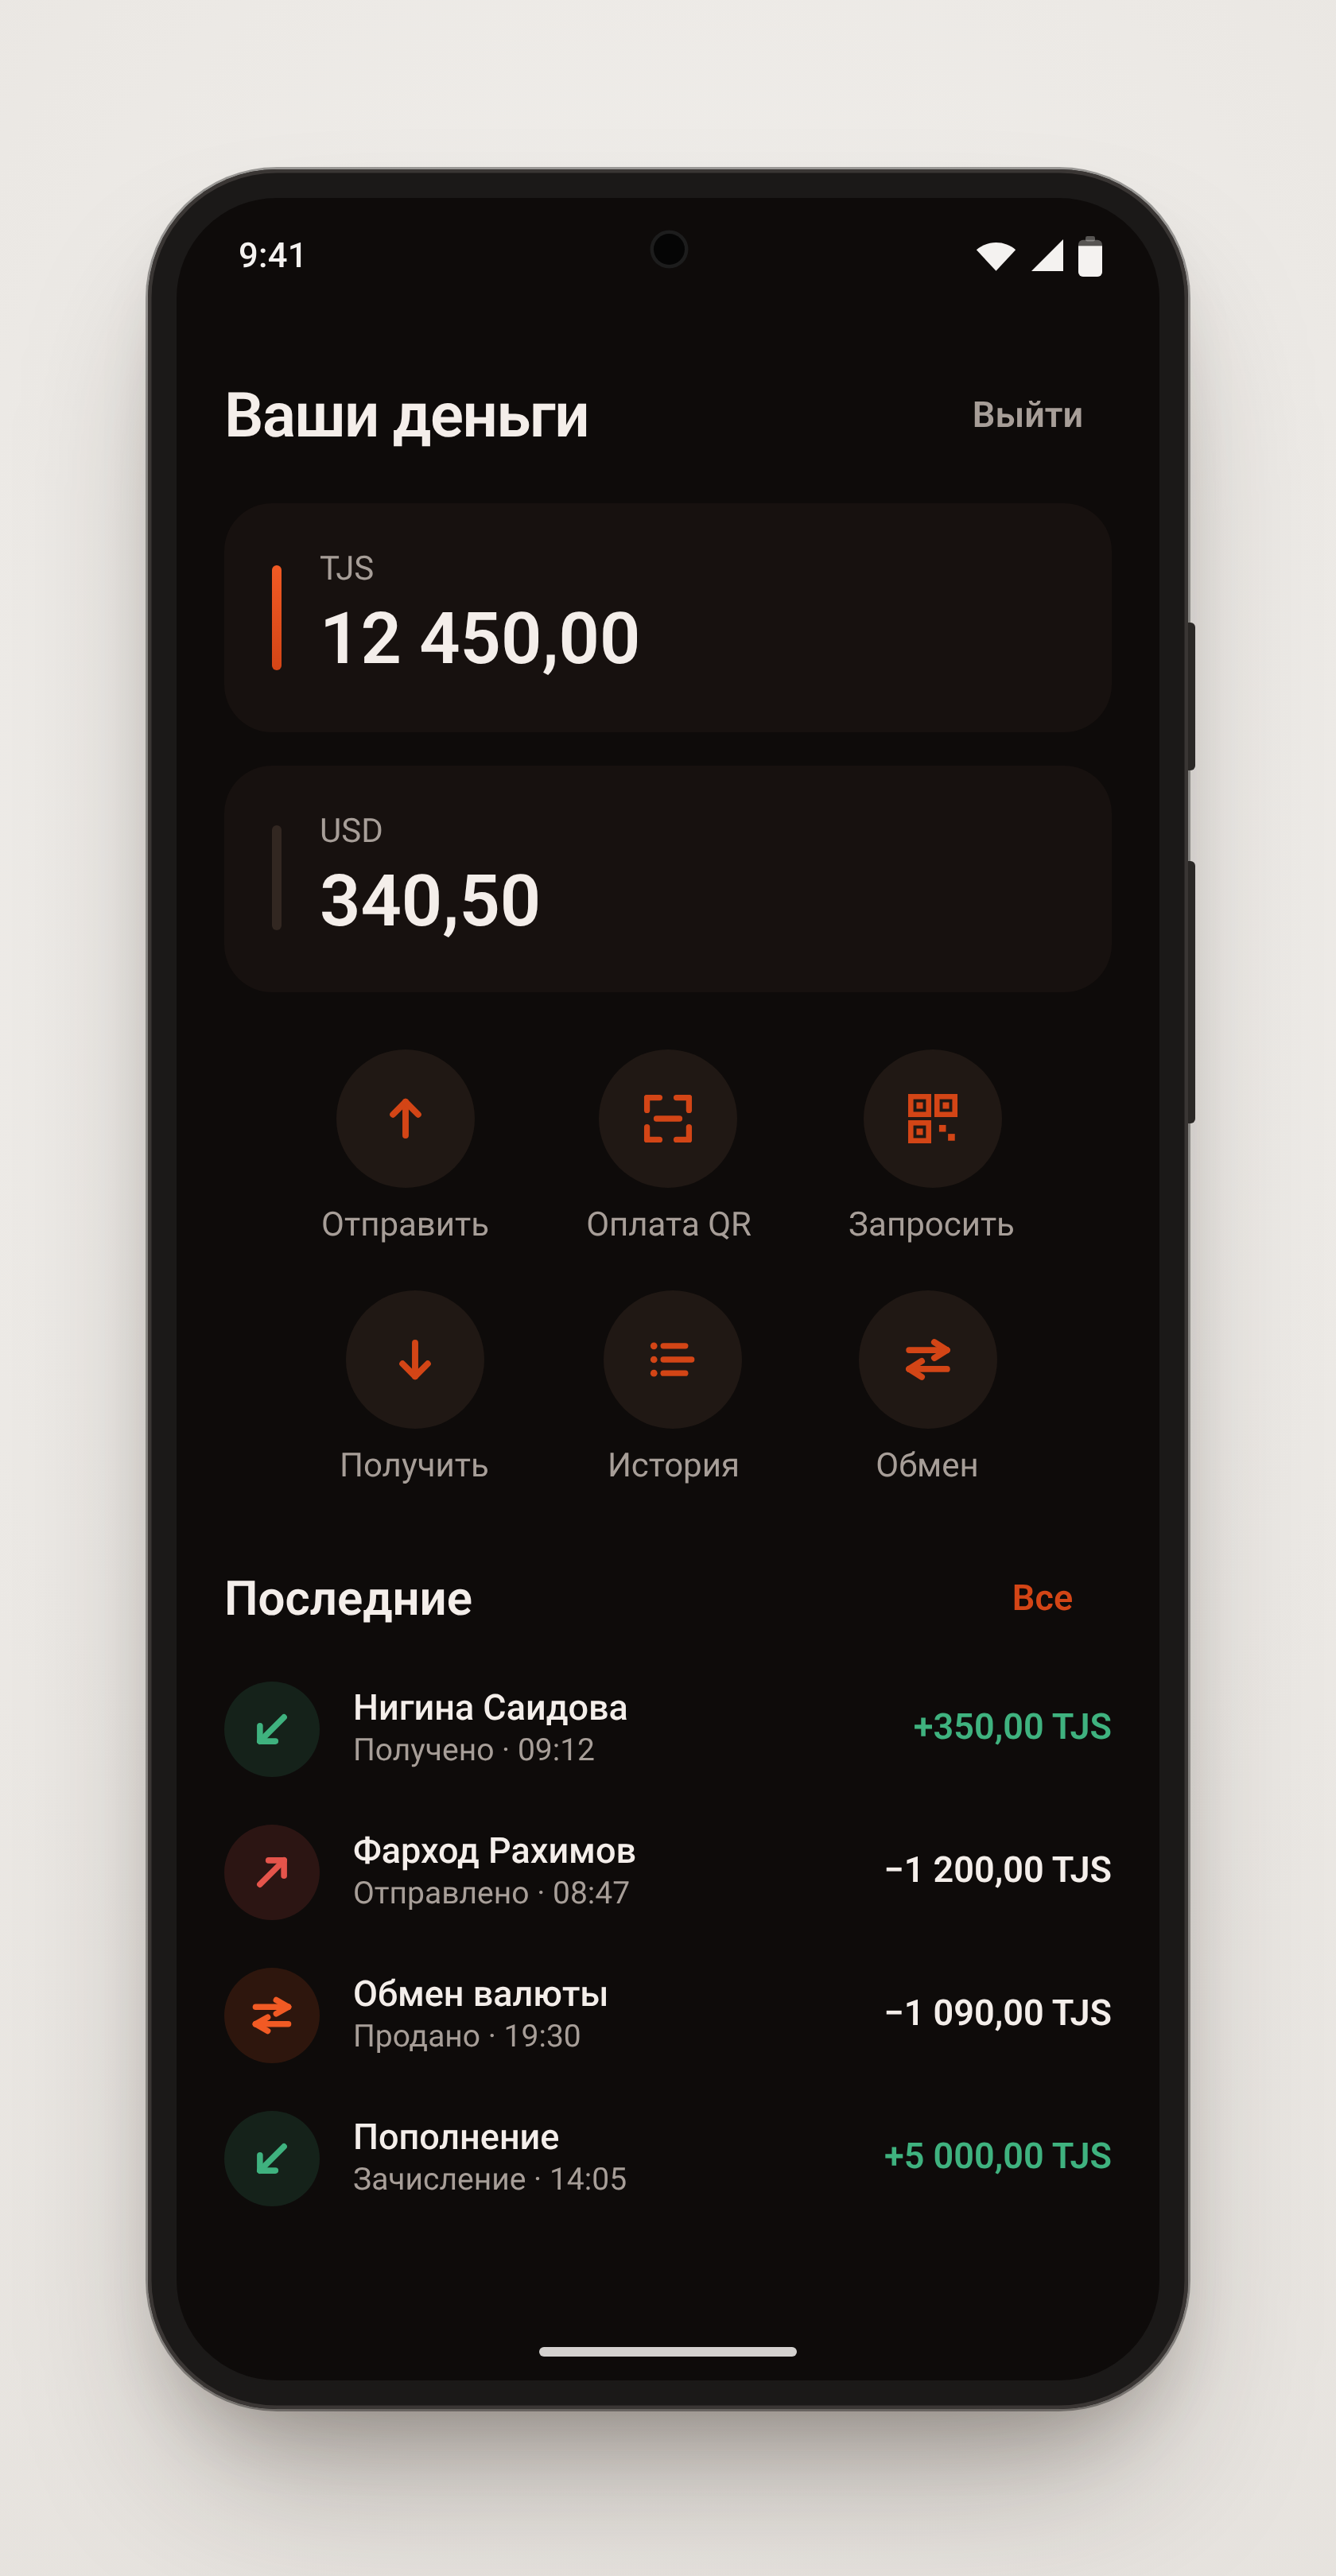 9:41
Ваши деньги
Выйти
TJS
12 450,00
USD
340,50
Отправить
Оплата QR
Запросить
Получить
История
Обмен
Последние
Все
Нигина Саидова
Получено · 09:12
+350,00 TJS
Фарход Рахимов
Отправлено · 08:47
−1 200,00 TJS
Обмен валюты
Продано · 19:30
−1 090,00 TJS
Пополнение
Зачисление · 14:05
+5 000,00 TJS